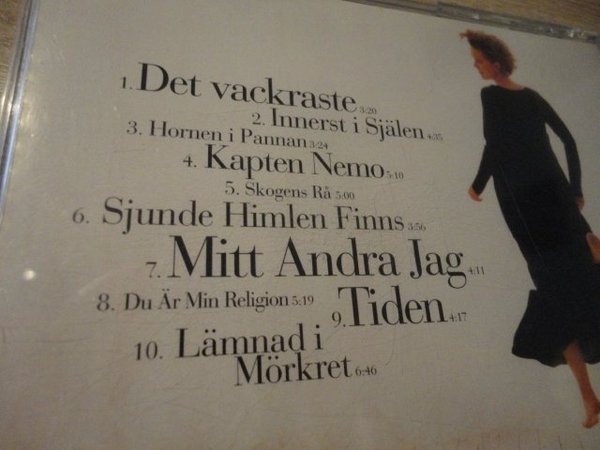 1. Det vackraste 3:20
2. Innerst i Själen 4:35
3. Hornen i Pannan 3:24
4. Kapten Nemo 5:10
5. Skogens Rå 5:00
6. Sjunde Himlen Finns 3:56
7. Mitt Andra Jag 4:11
8. Du Är Min Religion 5:19
9. Tiden 4:17
10. Lämnad i
Mörkret 6:46